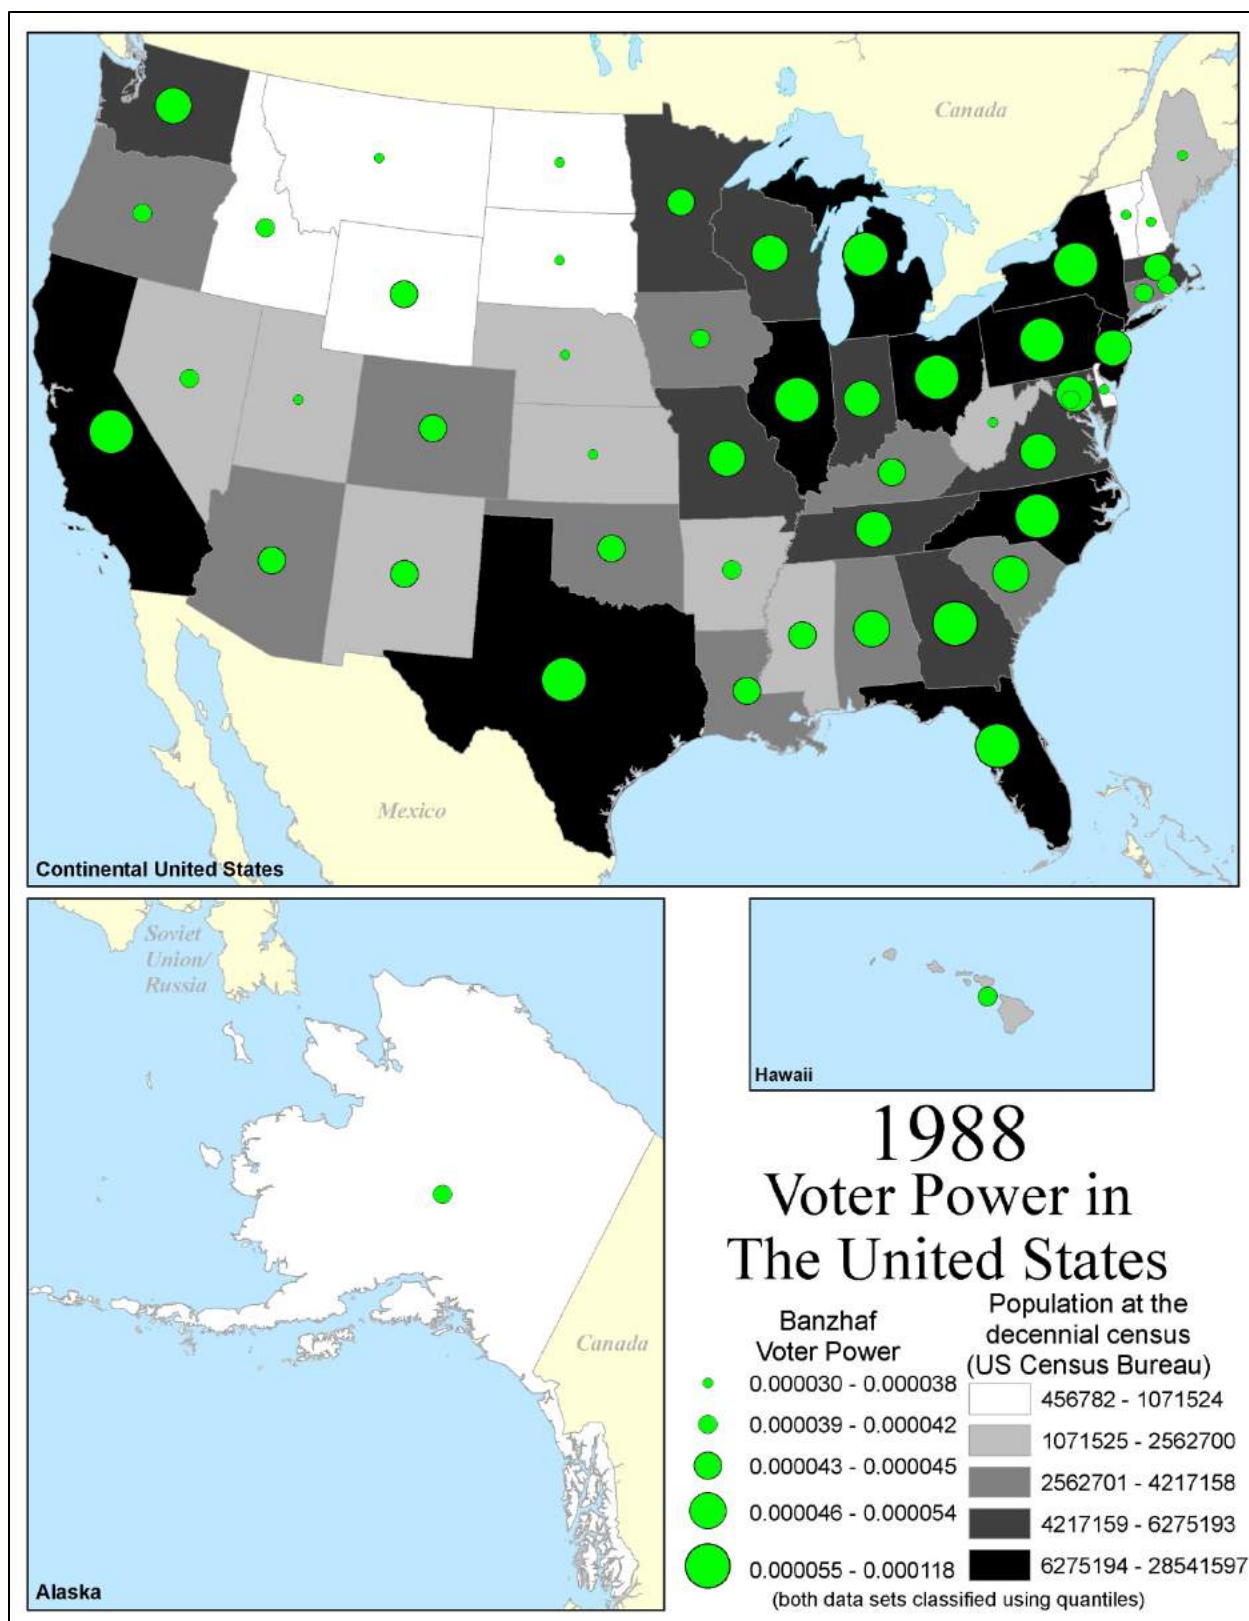 Canada
Mexico
Continental United States
Soviet
Union/
Russia
Canada
Alaska
Hawaii
1988
Voter Power in
The United States
Banzhaf
Voter Power
0.000030 - 0.000038
0.000039 - 0.000042
0.000043 - 0.000045
0.000046 - 0.000054
0.000055 - 0.000118
Population at the
decennial census
(US Census Bureau)
456782 - 1071524
1071525 - 2562700
2562701 - 4217158
4217159 - 6275193
6275194 - 28541597
(both data sets classified using quantiles)